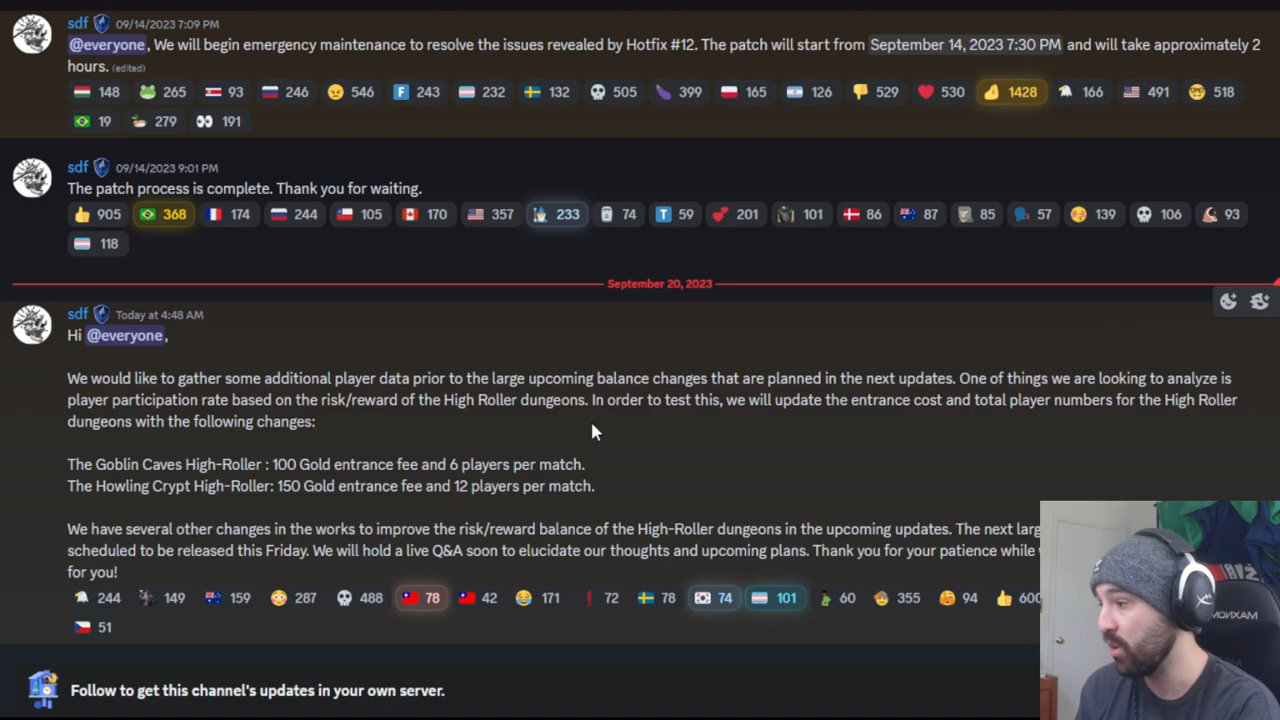 sdf 09/14/2023 7:09 PM
@everyone, We will begin emergency maintenance to resolve the issues revealed by Hotfix #12. The patch will start from September 14, 2023 7:30 PM and will take approximately 2
hours. (edited)
148 265 93 246 546 F 243 232 132 505 399 165 126 529 530 1428 166 491 518
19 279 191
sdf 09/14/2023 9:01 PM
The patch process is complete. Thank you for waiting.
905 368 174 244 105 170 357 233 74 T 59 201 101 86 87 85 57 139 106 93
118
September 20, 2023
sdf Today at 4:48 AM
Hi @everyone,
We would like to gather some additional player data prior to the large upcoming balance changes that are planned in the next updates. One of things we are looking to analyze is
player participation rate based on the risk/reward of the High Roller dungeons. In order to test this, we will update the entrance cost and total player numbers for the High Roller
dungeons with the following changes:
The Goblin Caves High-Roller : 100 Gold entrance fee and 6 players per match.
The Howling Crypt High-Roller: 150 Gold entrance fee and 12 players per match.
We have several other changes in the works to improve the risk/reward balance of the High-Roller dungeons in the upcoming updates. The next larg
scheduled to be released this Friday. We will hold a live Q&A soon to elucidate our thoughts and upcoming plans. Thank you for your patience while
for you!
244 149 159 287 488 78 42 171 72 78 74 101 60 355 94 600
51
Follow to get this channel's updates in your own server.